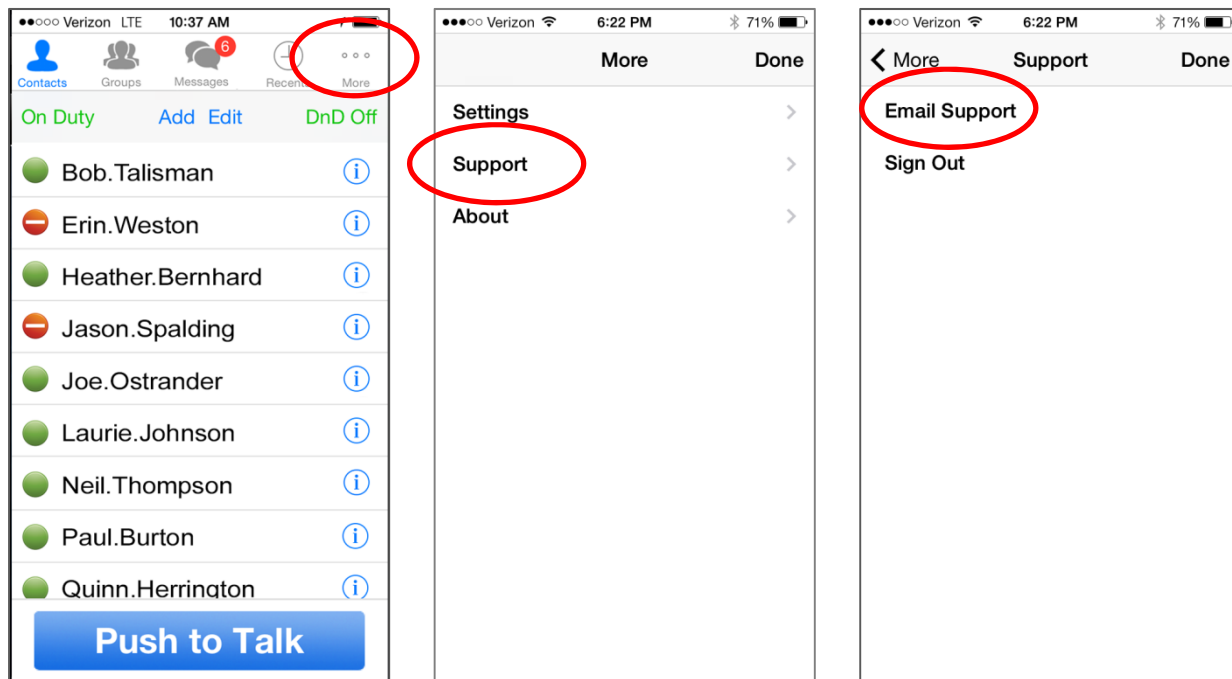 Verizon LTE 10:37 AM
6
Contacts Groups Messages Recents More
On Duty Add Edit DnD Off
Bob.Talisman
Erin.Weston
Heather.Bernhard
Jason.Spalding
Joe.Ostrander
Laurie.Johnson
Neil.Thompson
Paul.Burton
Quinn.Herrington
Push to Talk
Verizon 6:22 PM 71%
More Done
Settings
Support
About
Verizon 6:22 PM 71%
More Support Done
Email Support
Sign Out